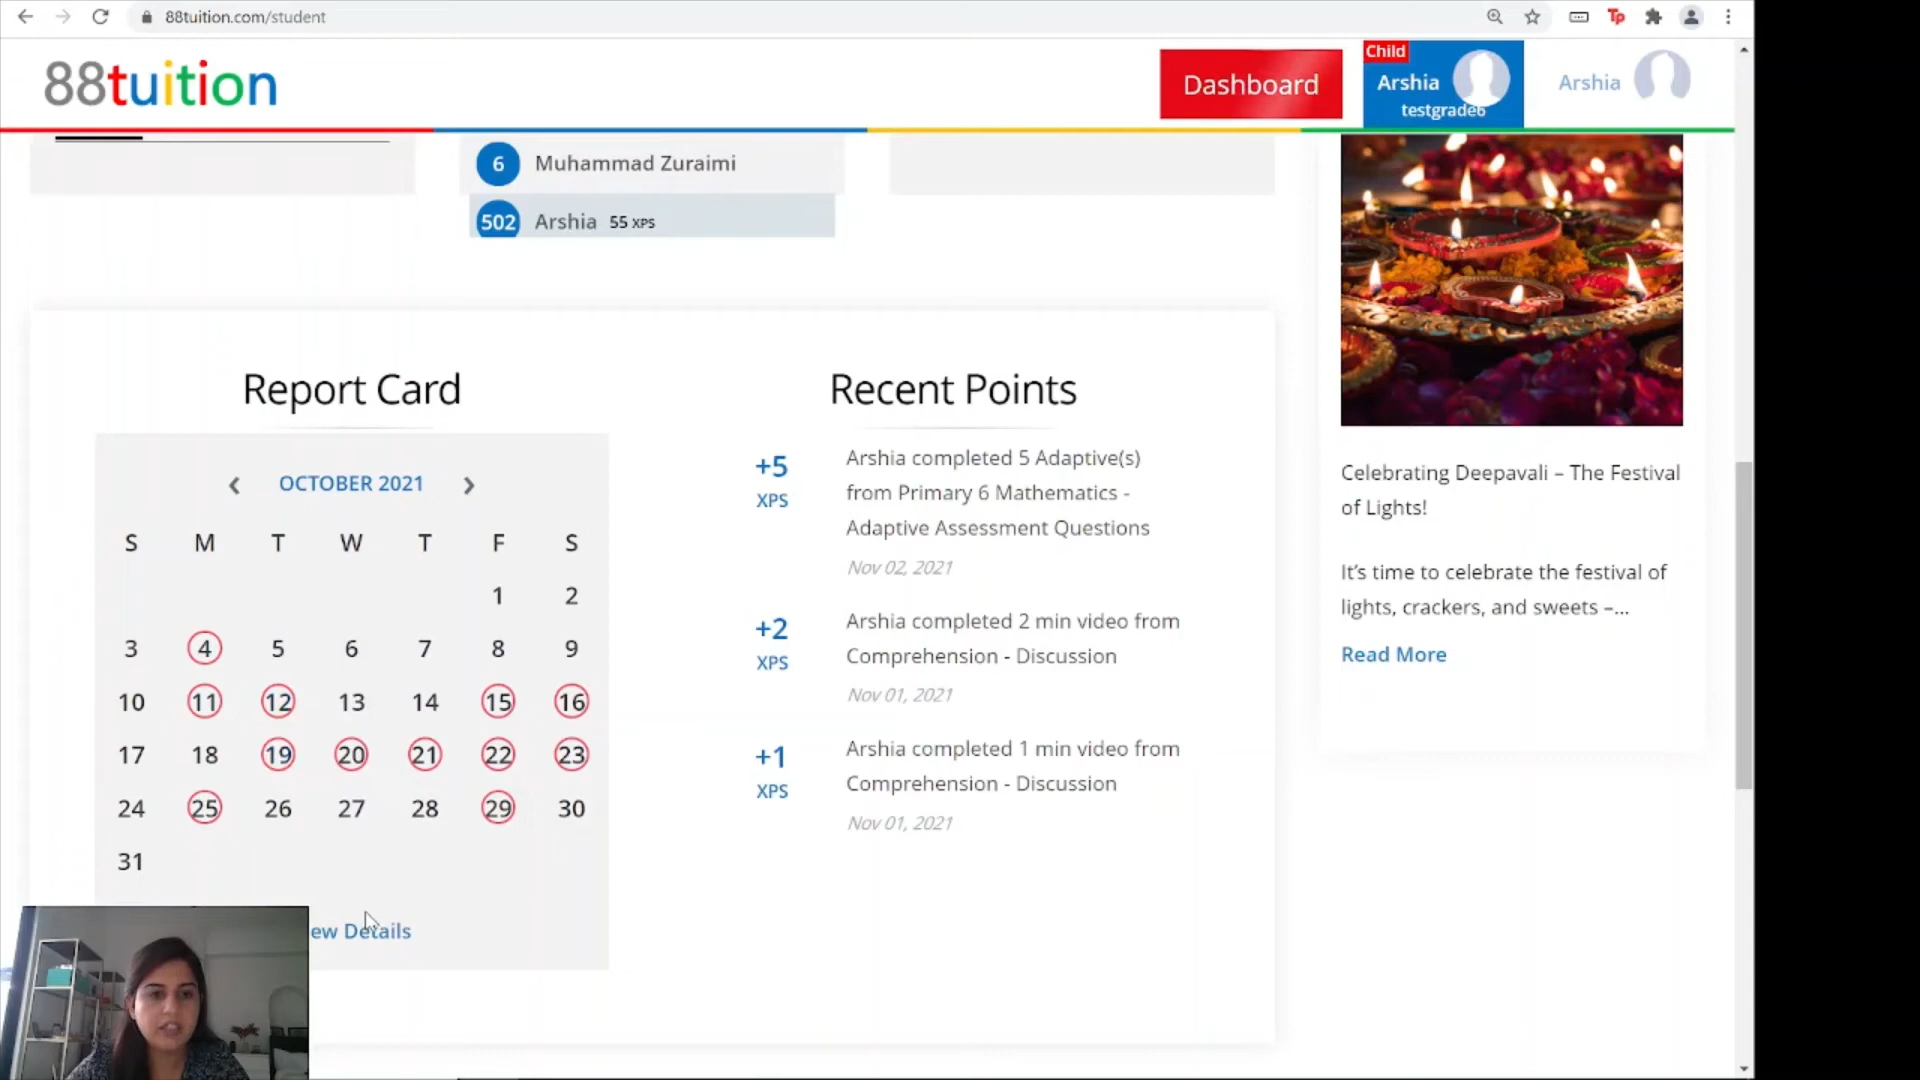 88tuition.com/student
Tp
88tuition
Dashboard
Child
Arshia
testgrade6
Arshia
6 Muhammad Zuraimi
502 Arshia 55 XPS
Report Card
OCTOBER 2021
S M T W T F S
1 2
3 4 5 6 7 8 9
10 11 12 13 14 15 16
17 18 19 20 21 22 23
24 25 26 27 28 29 30
31
ew Details
Recent Points
+5
XPS
Arshia completed 5 Adaptive(s)
from Primary 6 Mathematics -
Adaptive Assessment Questions
Nov 02, 2021
+2
XPS
Arshia completed 2 min video from
Comprehension - Discussion
Nov 01, 2021
+1
XPS
Arshia completed 1 min video from
Comprehension - Discussion
Nov 01, 2021
Celebrating Deepavali – The Festival
of Lights!
It’s time to celebrate the festival of
lights, crackers, and sweets –...
Read More